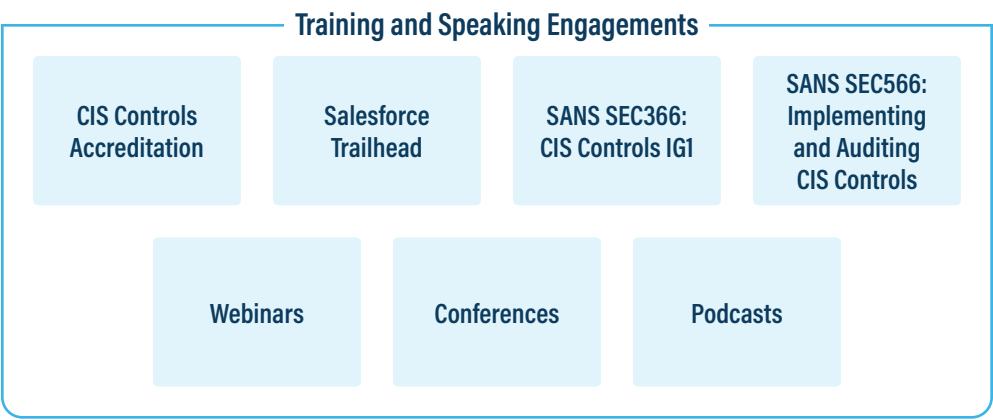 Training and Speaking Engagements
CIS Controls
Accreditation
Salesforce
Trailhead
SANS SEC366:
CIS Controls IG1
SANS SEC566:
Implementing
and Auditing
CIS Controls
Webinars
Conferences
Podcasts